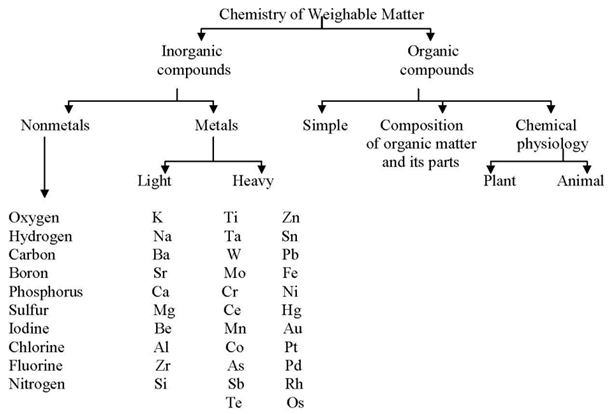 Chemistry of Weighable Matter
Inorganic compounds
Organic compounds
Nonmetals
Metals
Simple
Composition of organic matter and its parts
Chemical physiology
Light
Heavy
Plant
Animal
Oxygen K Ti Zn
Hydrogen Na Ta Sn
Carbon Ba W Pb
Boron Sr Mo Fe
Phosphorus Ca Cr Ni
Sulfur Mg Ce Hg
Iodine Be Mn Au
Chlorine Al Co Pt
Fluorine Zr As Pd
Nitrogen Si Sb Rh
Te Os